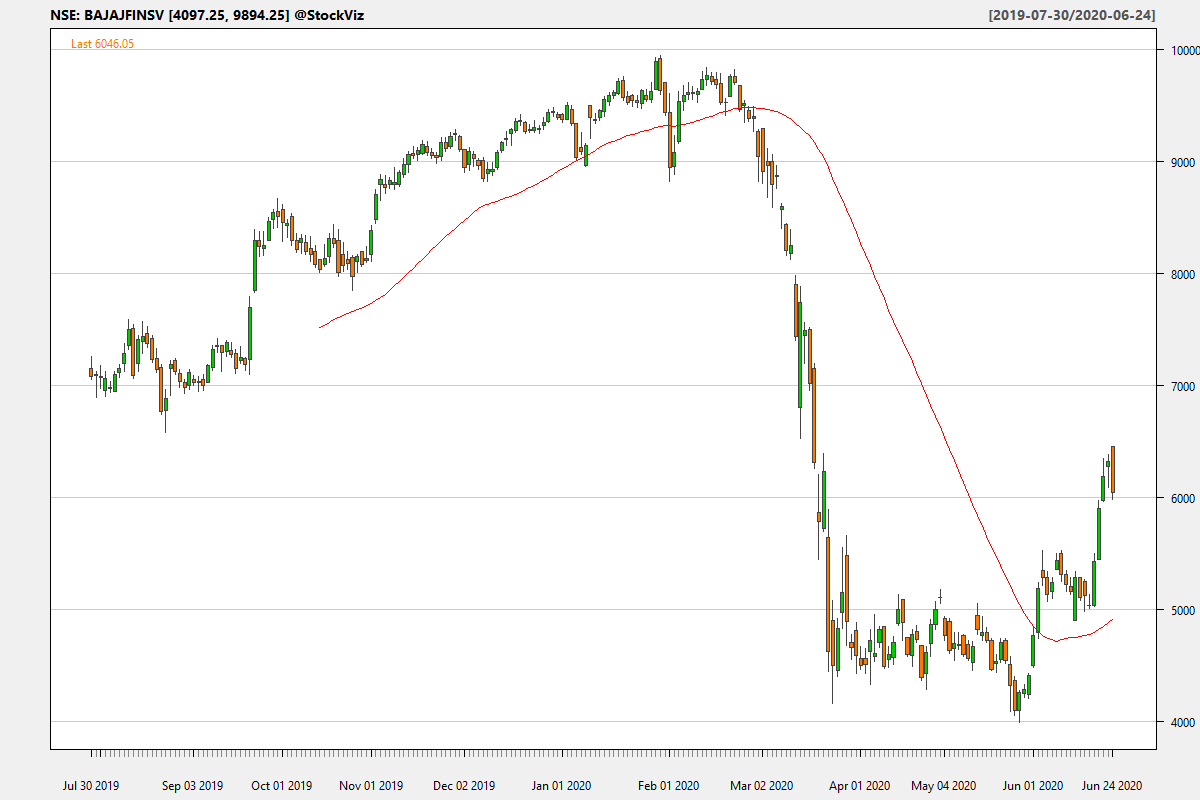 NSE: BAJAJFINSV [4097.25, 9894.25] @StockViz
[2019-07-30/2020-06-24]
Last 6046.05
10000
9000
8000
7000
6000
5000
4000
Jul 30 2019 Sep 03 2019 Oct 01 2019 Nov 01 2019 Dec 02 2019 Jan 01 2020 Feb 01 2020 Mar 02 2020 Apr 01 2020 May 04 2020 Jun 01 2020 Jun 24 2020